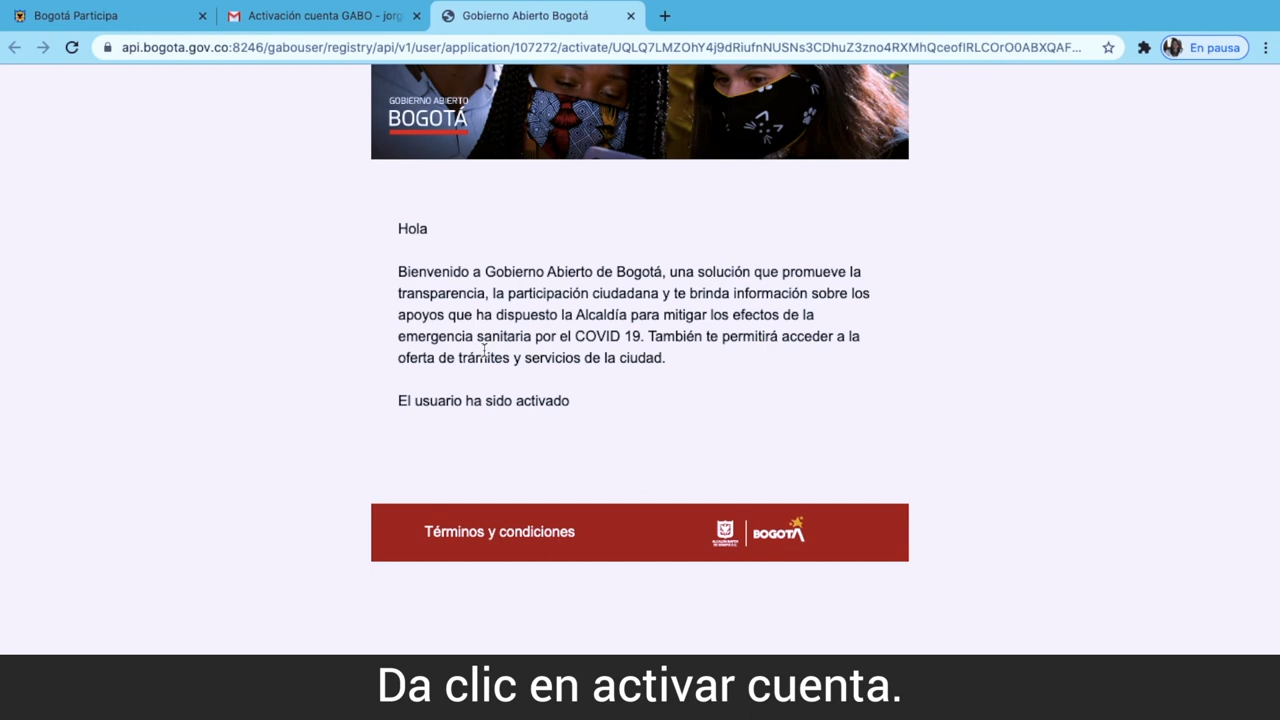 Bogotá Participa
Activación cuenta GABO - jorg
Gobierno Abierto Bogotá
api.bogota.gov.co:8246/gabouser/registry/api/v1/user/application/107272/activate/UQLQ7LMZOhY4j9dRiufnNUSNs3CDhuZ3zno4RXMhQceofIRLCOrO0ABXQAF...
En pausa
GOBIERNO ABIERTO
BOGOTÁ
Hola
Bienvenido a Gobierno Abierto de Bogotá, una solución que promueve la
transparencia, la participación ciudadana y te brinda información sobre los
apoyos que ha dispuesto la Alcaldía para mitigar los efectos de la
emergencia sanitaria por el COVID 19. También te permitirá acceder a la
oferta de trámites y servicios de la ciudad.
El usuario ha sido activado
Términos y condiciones
ALCALDÍA MAYOR
DE BOGOTÁ D.C.
BOGOTÁ
Da clic en activar cuenta.